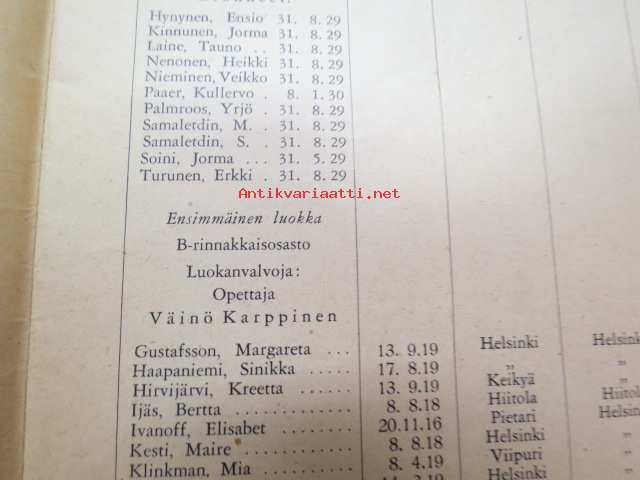 Hynynen, Ensio 31. 8. 29
Kinnunen, Jorma 31. 8. 29
Laine, Tauno .. 31. 8. 29
Nenonen, Heikki 31. 8. 29
Nieminen, Veikko 31. 8. 29
Paaer, Kullervo . 8. 1. 30
Palmroos, Yrjö . 31. 8. 29
Samaletdin, M. . 31. 8. 29
Samaletdin, S. . 31. 8. 29
Soini, Jorma ... 31. 5. 29
Turunen, Erkki . 31. 8. 29
Antikvariaatti.net
Ensimmäinen luokka
B-rinnakkaisosasto
Luokanvalvoja:
Opettaja
Väinö Karppinen
Gustafsson, Margareta ... 13. 9.19 Helsinki Helsinki
Haapaniemi, Sinikka .... 17. 8.19 „ „
Hirvijärvi, Kreetta .... 13. 9.19 Keikyä „
Ijäs, Bertta ........ 8. 8.18 Hiitola Hiitola
Ivanoff, Elisabet ........ 20.11.16 Pietari Helsinki
Kesti, Maire ........ 8. 8.18 Helsinki „
Klinkman, Mia ........ 8. 4.19 Viipuri „
Helsinki „